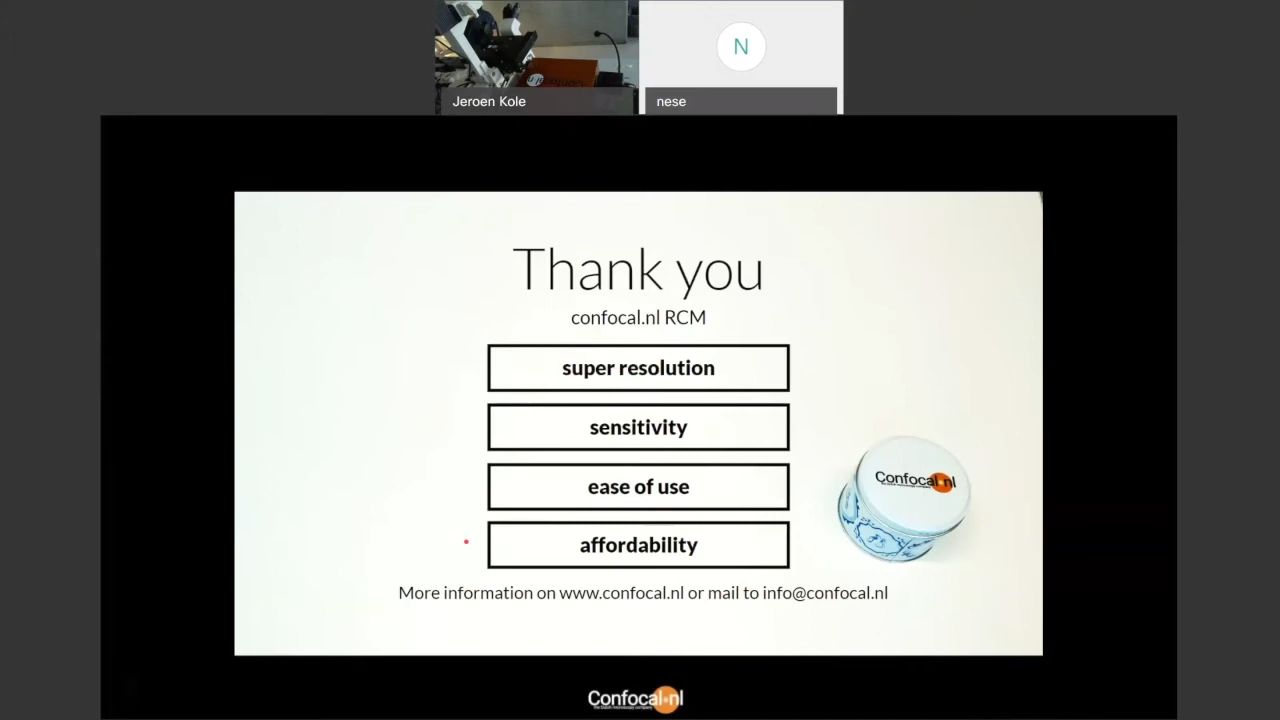 Jeroen Kole
N
nese
Thank you
confocal.nl RCM
super resolution
sensitivity
ease of use
affordability
Confocal.nl
More information on www.confocal.nl or mail to info@confocal.nl
Confocal.nl